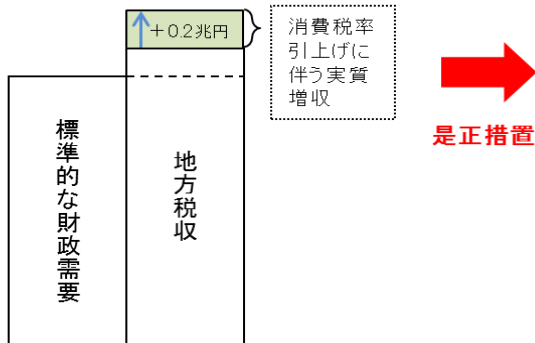 +0.2兆円
消費税率
引上げに
伴う実質
増収
是正措置
標準的な財政需要
地方税収